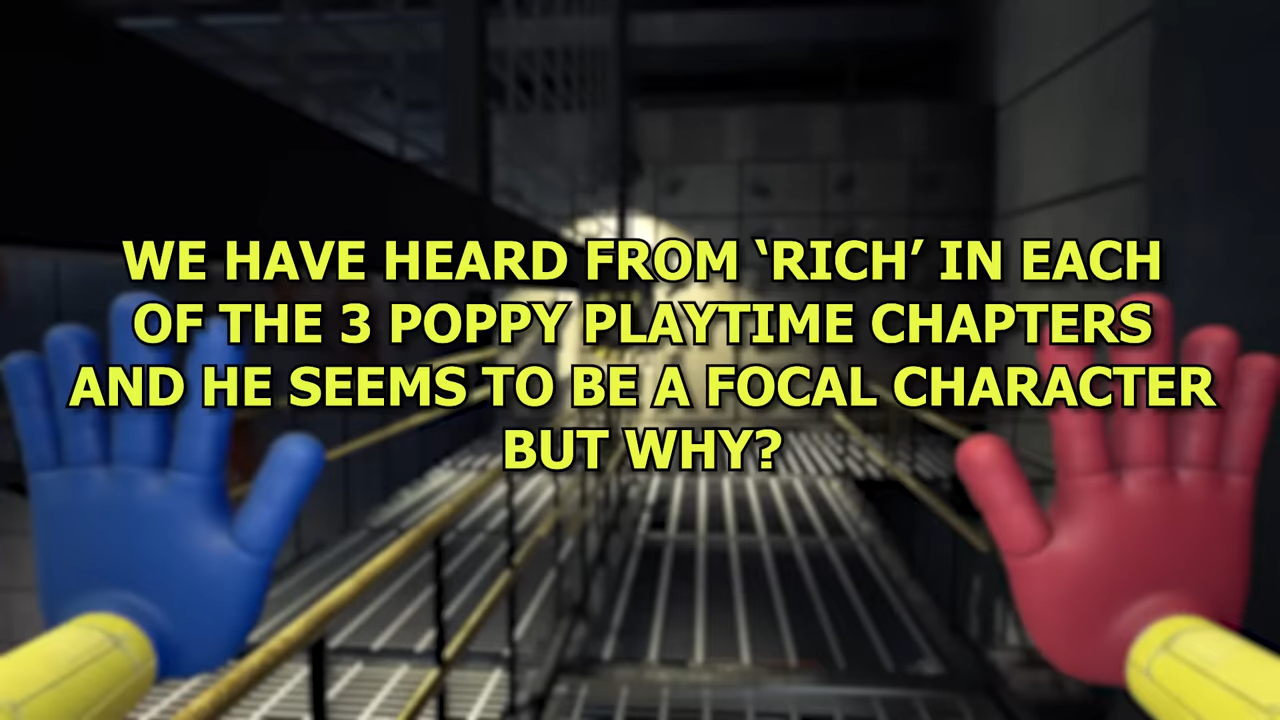 WE HAVE HEARD FROM ‘RICH’ IN EACH
OF THE 3 POPPY PLAYTIME CHAPTERS
AND HE SEEMS TO BE A FOCAL CHARACTER
BUT WHY?